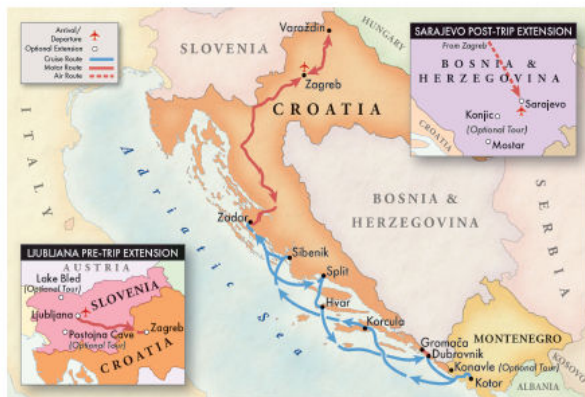 Arrival/
Departure
Optional Extension
Cruise Route
Motor Route
Air Route
SLOVENIA
HUNGARY
Varaždin
Zagreb
CROATIA
ITALY
Adriatic Sea
BOSNIA &
HERZEGOVINA
SERBIA
Zadar
Sibenik
Split
Hvar
Korcula
Gromača
Dubrovnik
Konavle (Optional Tour)
Kotor
MONTENEGRO
KOSOVO
ALBANIA
SARAJEVO POST-TRIP EXTENSION
From Zagreb
BOSNIA &
HERZEGOVINA
Sarajevo
Konjic
(Optional Tour)
Mostar
CROATIA
LJUBLJANA PRE-TRIP EXTENSION
AUSTRIA
Lake Bled
(Optional Tour)
SLOVENIA
Ljubljana
Zagreb
Postojna Cave
(Optional Tour)
CROATIA